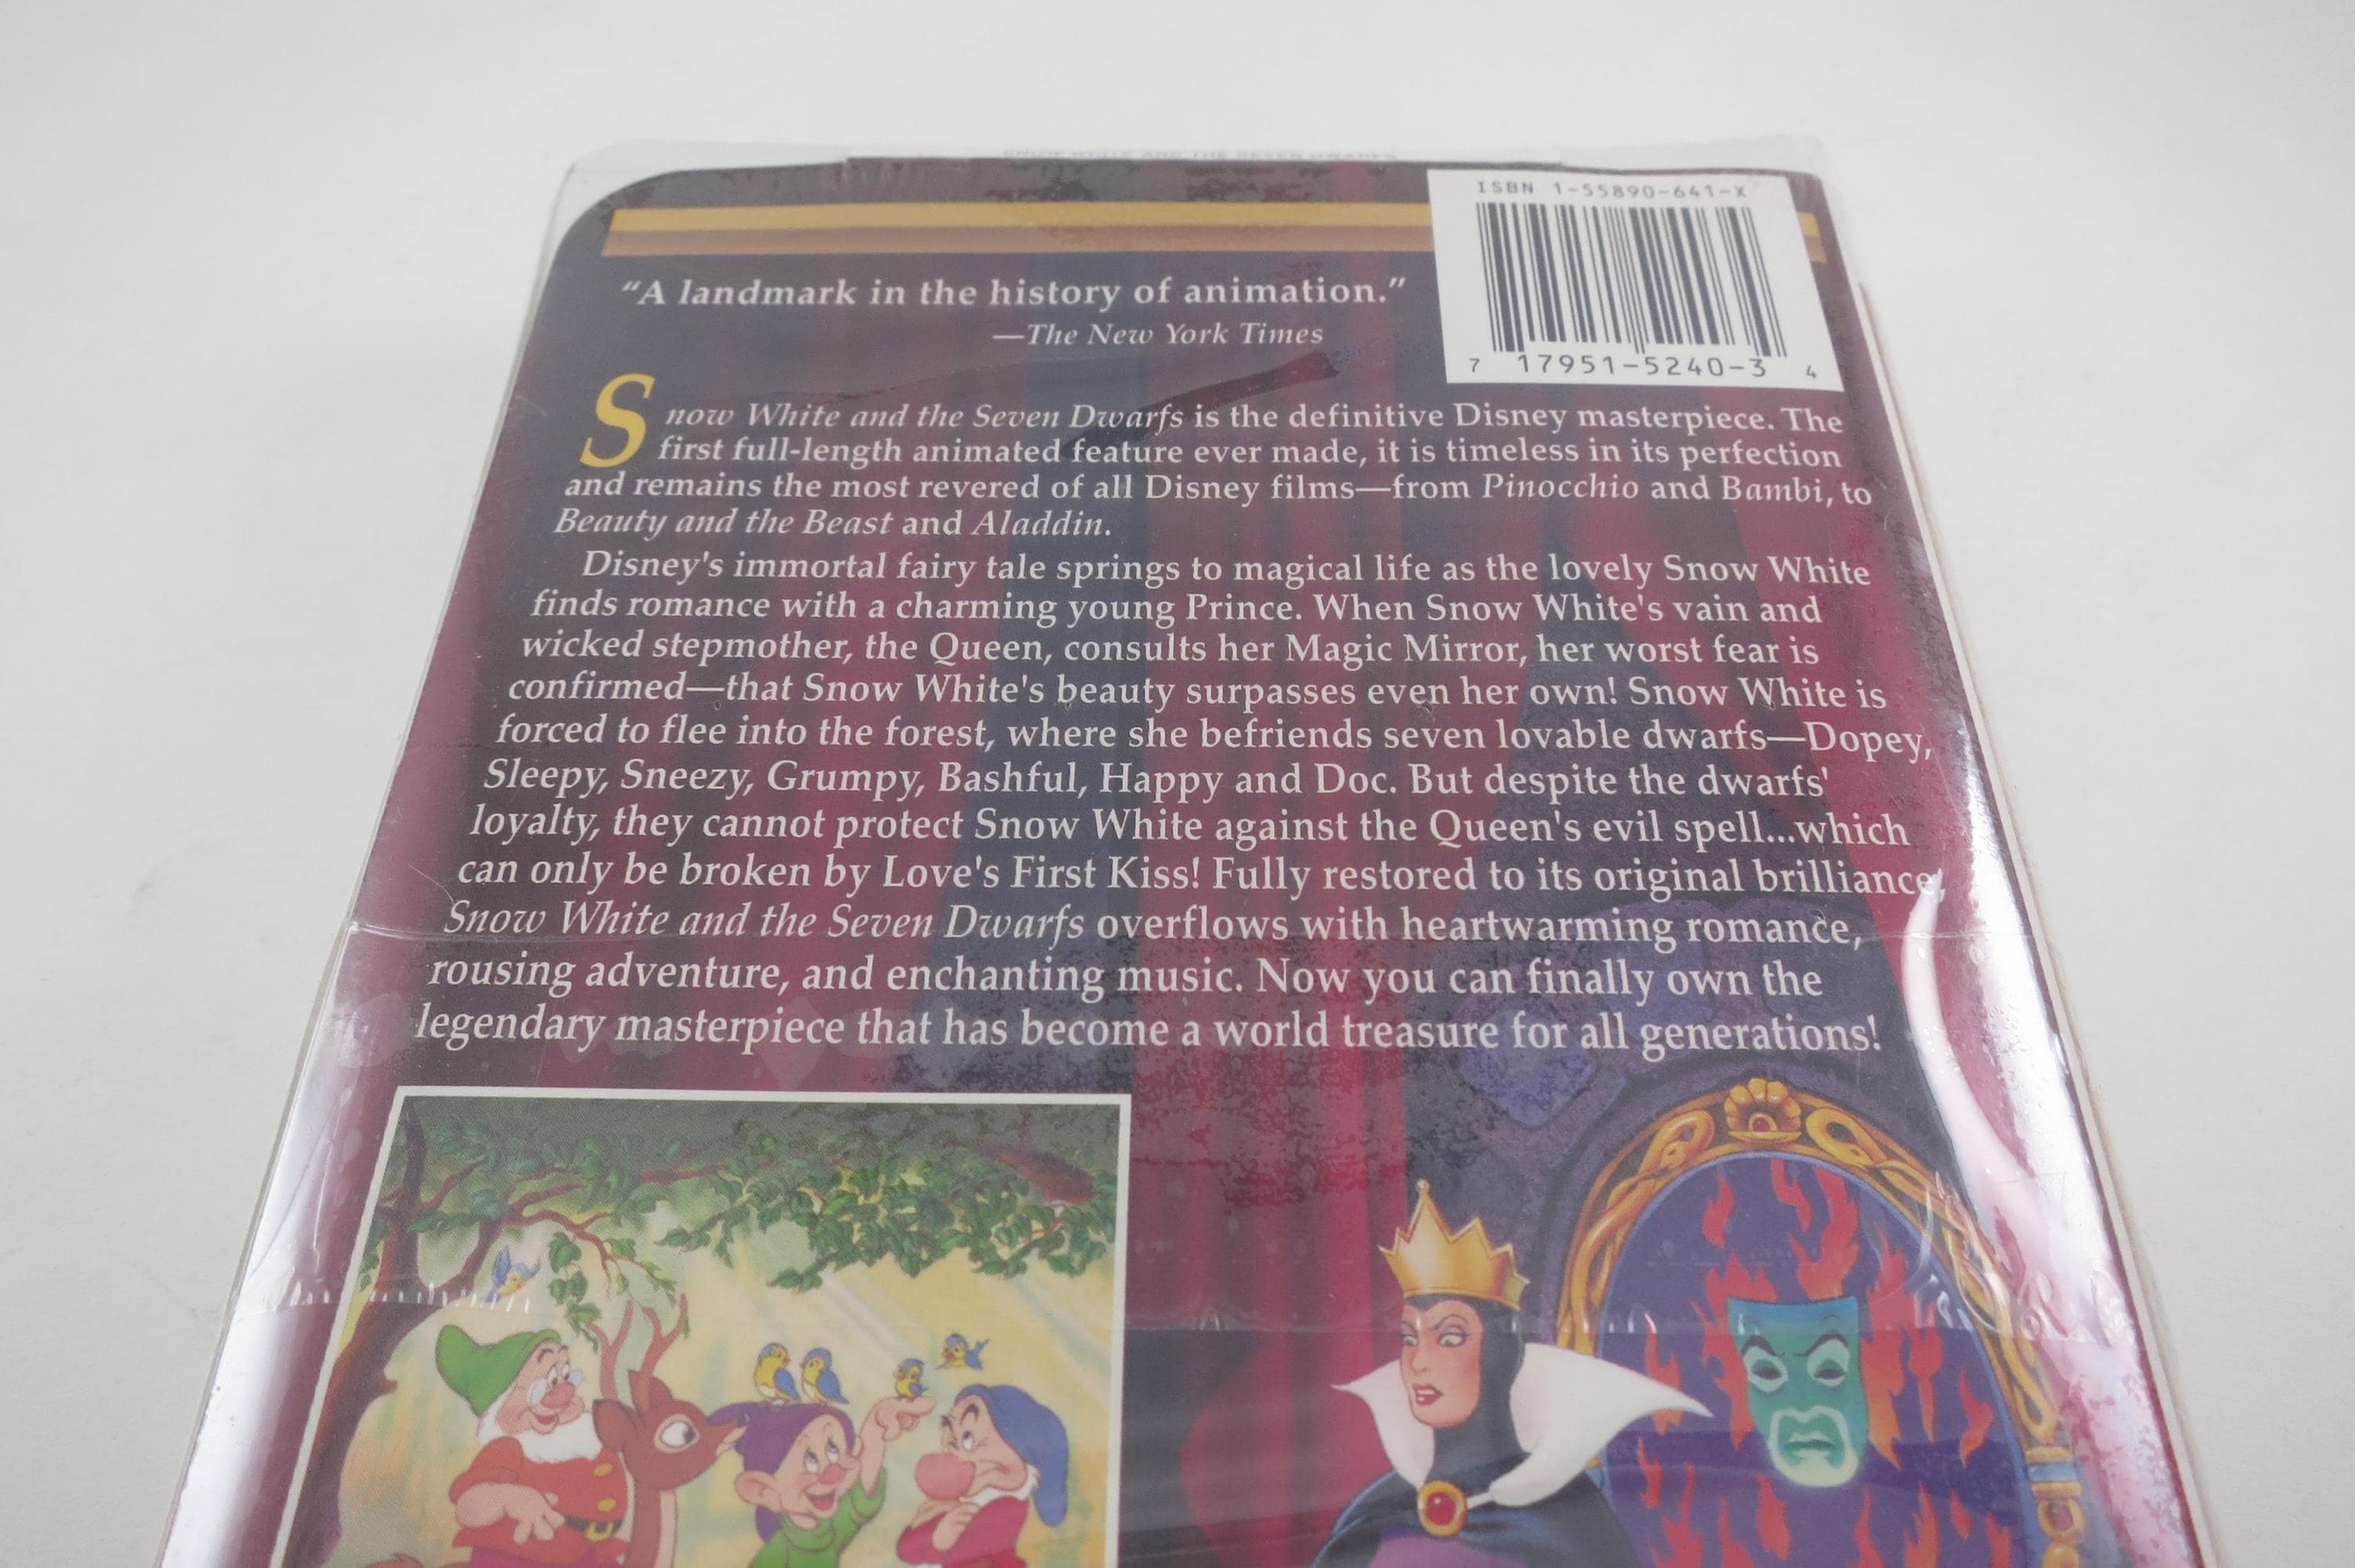 SNOW WHITE AND THE SEVEN DWARFS
ISBN 1-55890-641-X
7 17951-5240-3 4
“A landmark in the history of animation.”
—The New York Times
Snow White and the Seven Dwarfs is the definitive Disney masterpiece. The
first full-length animated feature ever made, it is timeless in its perfection
and remains the most revered of all Disney films—from Pinocchio and Bambi, to
Beauty and the Beast and Aladdin.
Disney's immortal fairy tale springs to magical life as the lovely Snow White
finds romance with a charming young Prince. When Snow White's vain and
wicked stepmother, the Queen, consults her Magic Mirror, her worst fear is
confirmed—that Snow White's beauty surpasses even her own! Snow White is
forced to flee into the forest, where she befriends seven lovable dwarfs—Dopey,
Sleepy, Sneezy, Grumpy, Bashful, Happy and Doc. But despite the dwarfs'
loyalty, they cannot protect Snow White against the Queen's evil spell...which
can only be broken by Love's First Kiss! Fully restored to its original brilliance,
Snow White and the Seven Dwarfs overflows with heartwarming romance,
rousing adventure, and enchanting music. Now you can finally own the
legendary masterpiece that has become a world treasure for all generations!